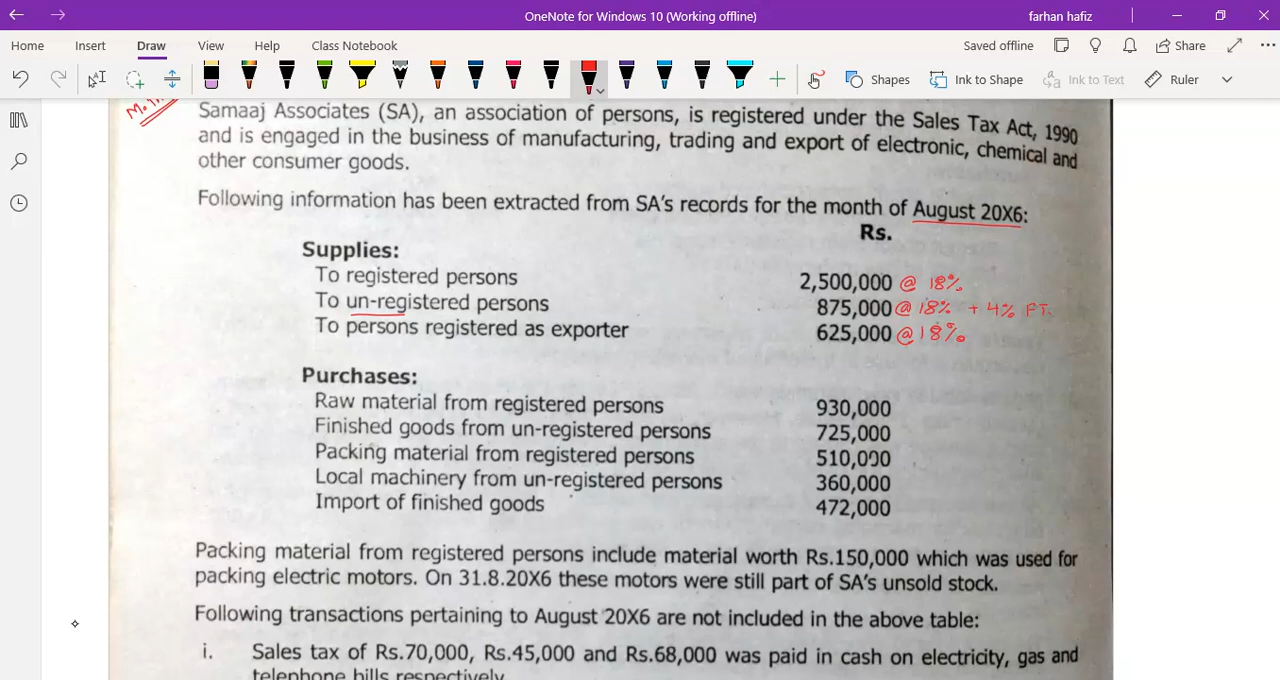 OneNote for Windows 10 (Working offline)
farhan hafiz
Home Insert Draw View Help Class Notebook
Saved offline Share
Shapes Ink to Shape Ink to Text Ruler
Samaaj Associates (SA), an association of persons, is registered under the Sales Tax Act, 1990
and is engaged in the business of manufacturing, trading and export of electronic, chemical and
other consumer goods.
Following information has been extracted from SA's records for the month of August 20X6:
Rs.
Supplies:
To registered persons 2,500,000 @ 18%
To un-registered persons 875,000 @ 18% + 4% FT.
To persons registered as exporter 625,000 @ 18%
Purchases:
Raw material from registered persons 930,000
Finished goods from un-registered persons 725,000
Packing material from registered persons 510,000
Local machinery from un-registered persons 360,000
Import of finished goods 472,000
Packing material from registered persons include material worth Rs.150,000 which was used for
packing electric motors. On 31.8.20X6 these motors were still part of SA's unsold stock.
Following transactions pertaining to August 20X6 are not included in the above table:
i. Sales tax of Rs.70,000, Rs.45,000 and Rs.68,000 was paid in cash on electricity, gas and
telephone bills respectively.